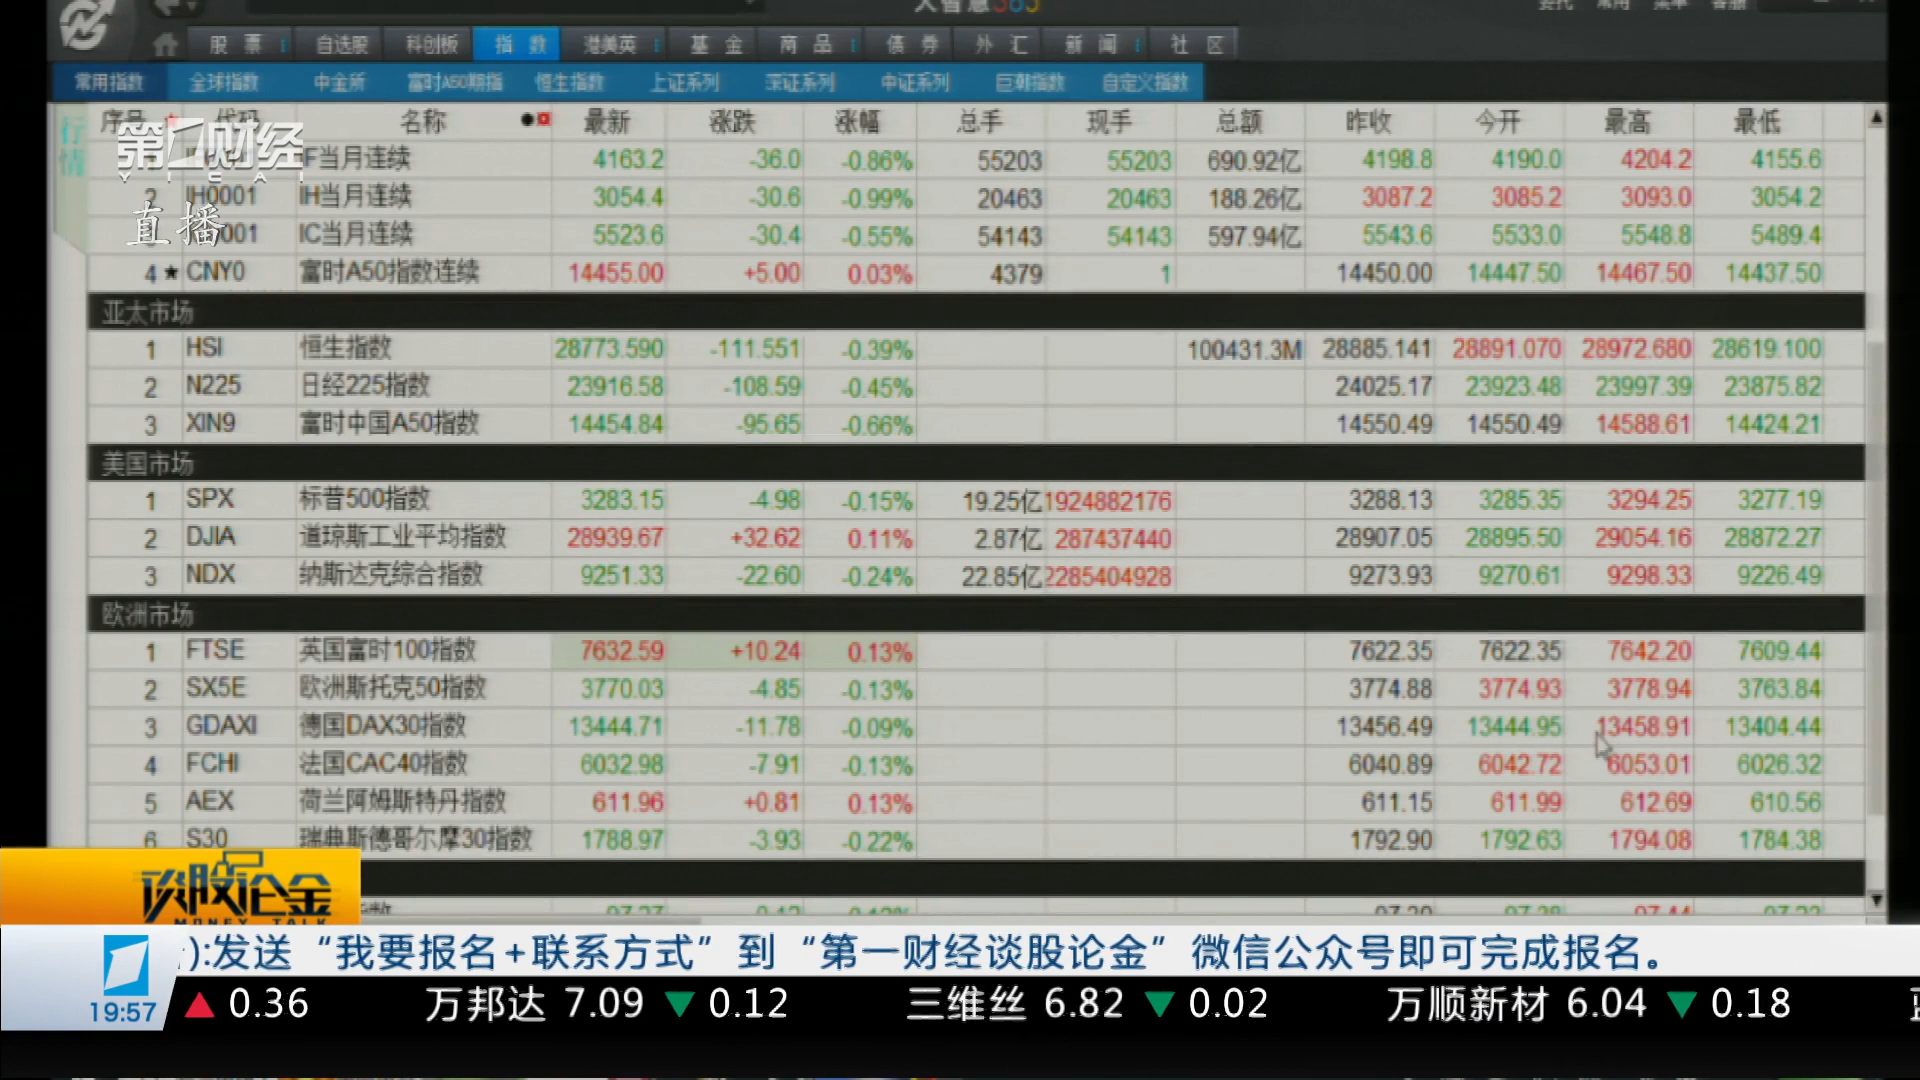 大智慧365
股票 自选股 科创板 指数 港美英 基金 商品 债券 外汇 新闻 社区
常用指数 全球指数 中金所 富时A50期指 恒生指数 上证系列 深证系列 中证系列 巨潮指数 自定义指数
行情
序号 代码 名称 最新 涨跌 涨幅 总手 现手 总额 昨收 今开 最高 最低
第一财经
YICAI
直播
IF当月连续 4163.2 -36.0 -0.86% 55203 55203 690.92亿 4198.8 4190.0 4204.2 4155.6
2 IH0001 IH当月连续 3054.4 -30.6 -0.99% 20463 20463 188.26亿 3087.2 3085.2 3093.0 3054.2
001 IC当月连续 5523.6 -30.4 -0.55% 54143 54143 597.94亿 5543.6 5533.0 5548.8 5489.4
4★ CNY0 富时A50指数连续 14455.00 +5.00 0.03% 4379 1 14450.00 14447.50 14467.50 14437.50
亚太市场
1 HSI 恒生指数 28773.590 -111.551 -0.39% 100431.3M 28885.141 28891.070 28972.680 28619.100
2 N225 日经225指数 23916.58 -108.59 -0.45% 24025.17 23923.48 23997.39 23875.82
3 XIN9 富时中国A50指数 14454.84 -95.65 -0.66% 14550.49 14550.49 14588.61 14424.21
美国市场
1 SPX 标普500指数 3283.15 -4.98 -0.15% 19.25亿 1924882176 3288.13 3285.35 3294.25 3277.19
2 DJIA 道琼斯工业平均指数 28939.67 +32.62 0.11% 2.87亿 287437440 28907.05 28895.50 29054.16 28872.27
3 NDX 纳斯达克综合指数 9251.33 -22.60 -0.24% 22.85亿 2285404928 9273.93 9270.61 9298.33 9226.49
欧洲市场
1 FTSE 英国富时100指数 7632.59 +10.24 0.13% 7622.35 7622.35 7642.20 7609.44
2 SX5E 欧洲斯托克50指数 3770.03 -4.85 -0.13% 3774.88 3774.93 3778.94 3763.84
3 GDAXI 德国DAX30指数 13444.71 -11.78 -0.09% 13456.49 13444.95 13458.91 13404.44
4 FCHI 法国CAC40指数 6032.98 -7.91 -0.13% 6040.89 6042.72 6053.01 6026.32
5 AEX 荷兰阿姆斯特丹指数 611.96 +0.81 0.13% 611.15 611.99 612.69 610.56
6 S30 瑞典斯德哥尔摩30指数 1788.97 -3.93 -0.22% 1792.90 1792.63 1794.08 1784.38
谈股论金
MONEY TALK
):发送“我要报名+联系方式”到“第一财经谈股论金”微信公众号即可完成报名。
19:57
▲ 0.36 万邦达 7.09 ▼ 0.12 三维丝 6.82 ▼ 0.02 万顺新材 6.04 ▼ 0.18